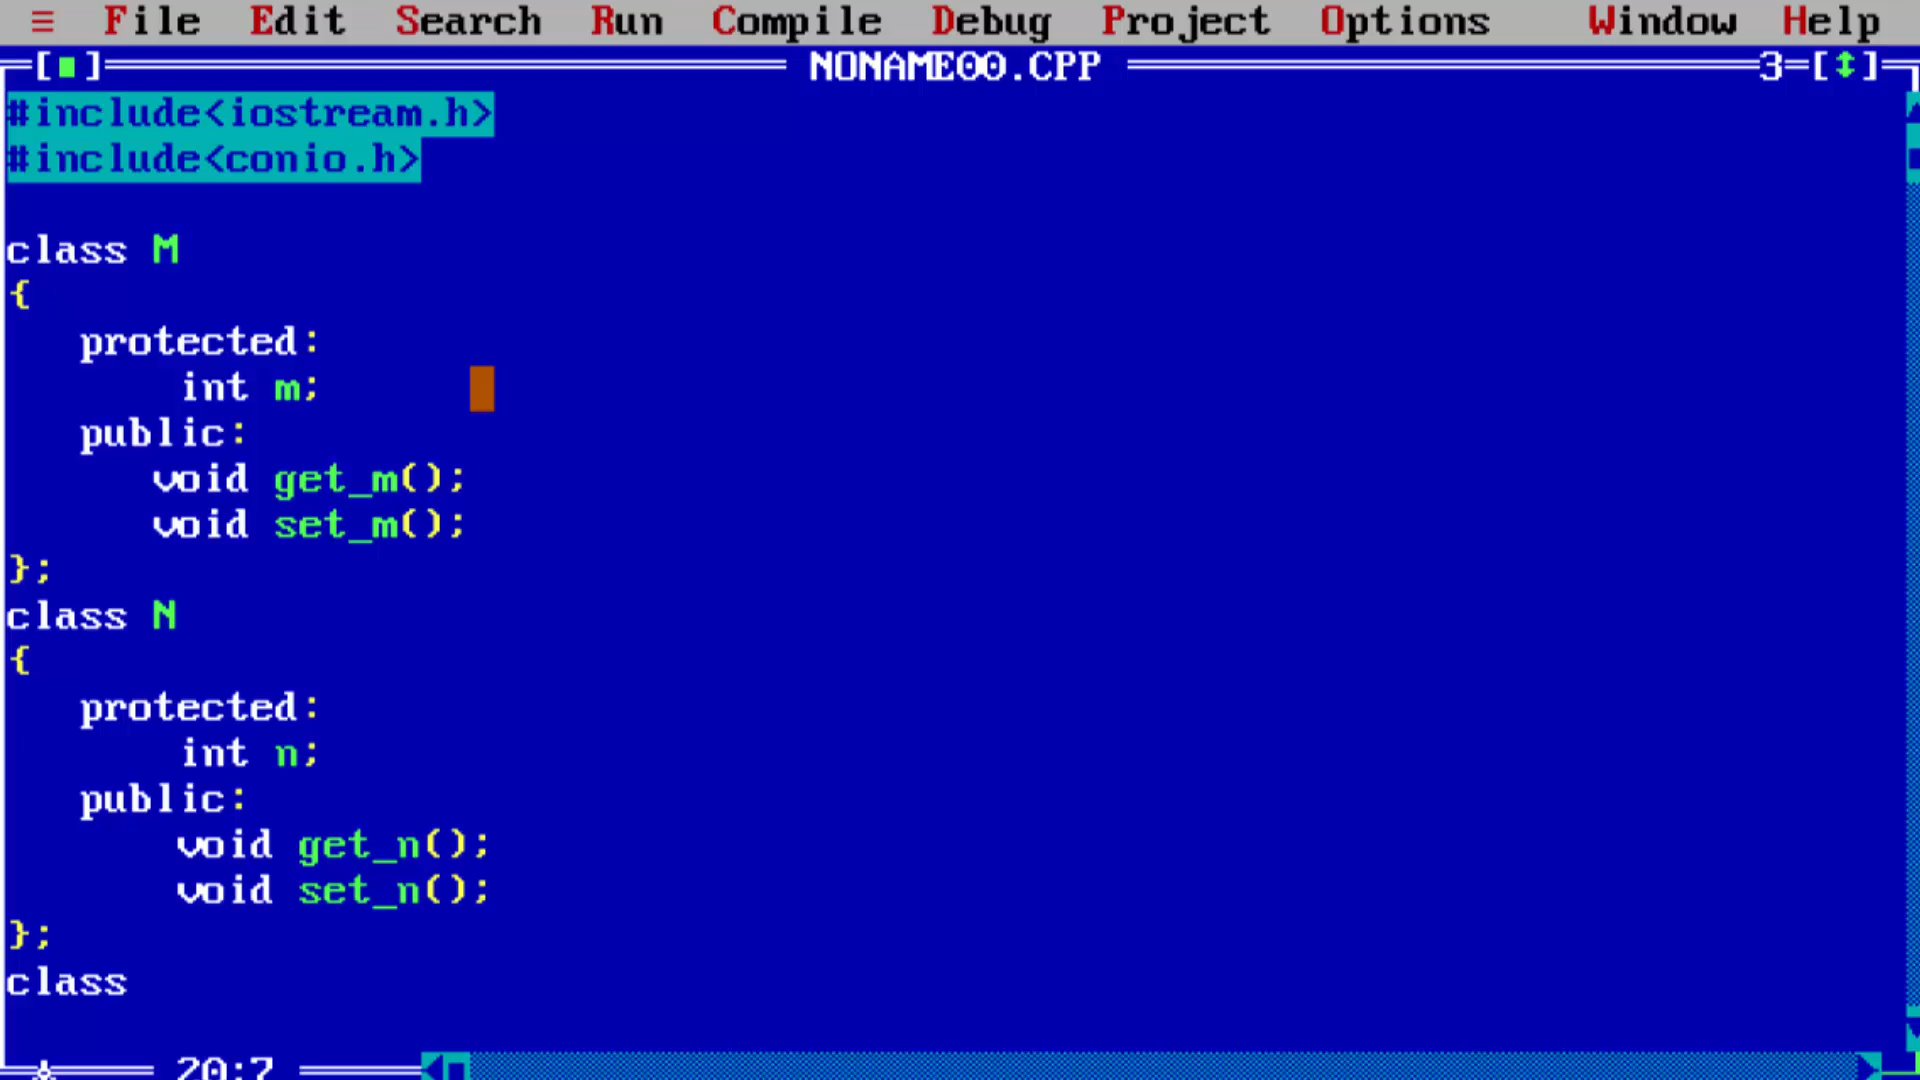 ≡ File Edit Search Run Compile Debug Project Options Window Help
[■] NONAME00.CPP 3=[↕]
#include<iostream.h>
#include<conio.h>
class M
{
protected:
int m;
public:
void get_m();
void set_m();
};
class N
{
protected:
int n;
public:
void get_n();
void set_n();
};
class
20:7